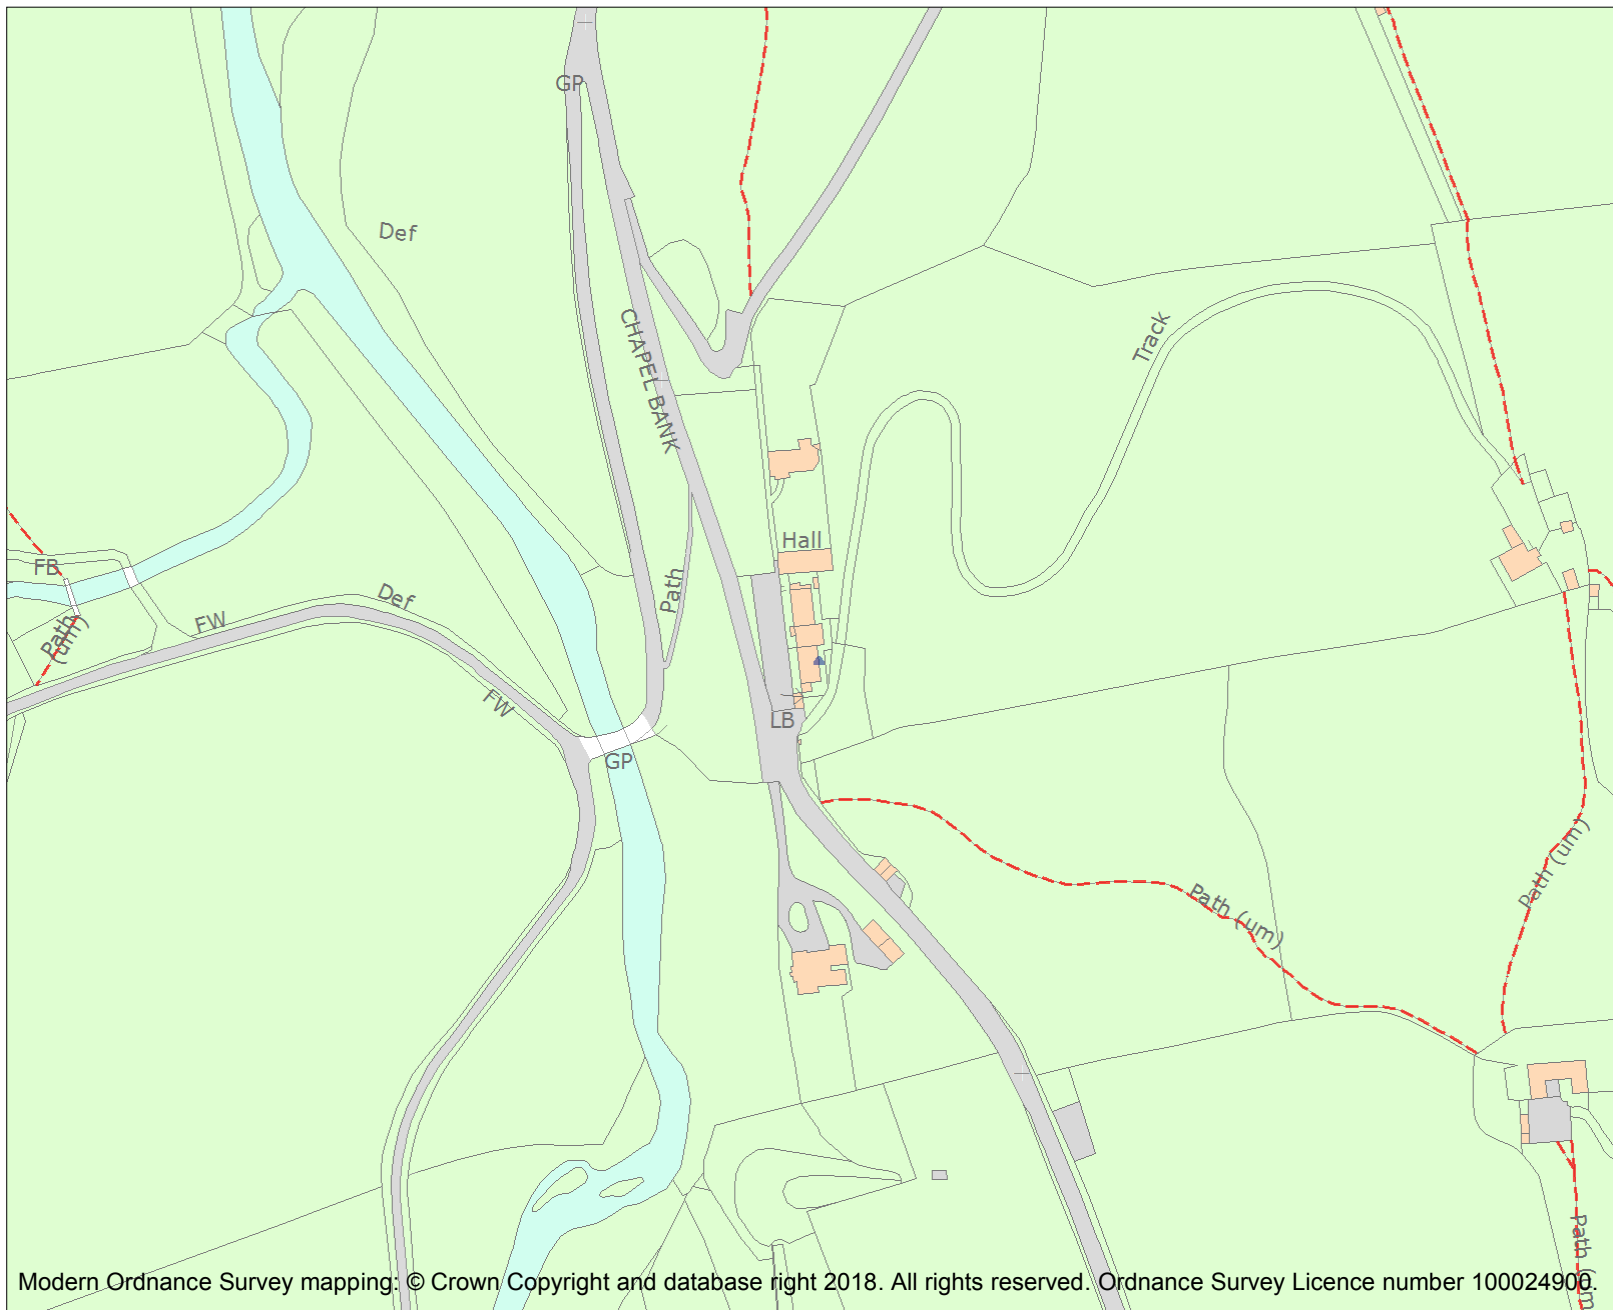 GP
Def
CHAPEL BANK
Track
Hall
FB
Path
(um)
FW
Def
FW
Path
LB
GP
Path (um)
Path (um)
Path (um
Modern Ordnance Survey mapping: © Crown Copyright and database right 2018. All rights reserved. Ordnance Survey Licence number 100024900.